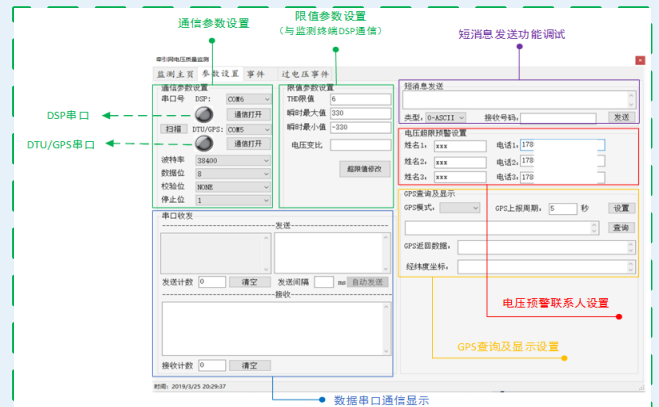 通信参数设置
限值参数设置
（与监测终端DSP通信）
短消息发送功能调试
牵引网电压质量监测
监测主页 参数设置 事件 过电压事件
通信参数设置
串口号 DSP: COM6
通信打开
扫描 DTU/GPS: COM5
通信打开
波特率 38400
数据位 8
校验位 NONE
停止位 1
限值参数设置
THD限值 6
瞬时最大值 330
瞬时最小值 -330
电压变比
超限值修改
短消息发送
类型: 0-ASCII 接收号码: 发送
电压超限预警设置
姓名1: xxx 电话1: 178
姓名2: xxx 电话2: 178
姓名3: xxx 电话3: 178
GPS查询及显示
GPS模式: GPS上报周期: 5 秒 设置
查询
GPS返回数据:
经纬度坐标:
DSP串口
DTU/GPS串口
串口收发
发送
发送计数 0 清空 发送间隔 ms 自动发送
接收
接收计数 0 清空
电压预警联系人设置
GPS查询及显示设置
时间: 2019/3/25 20:29:37
数据串口通信显示